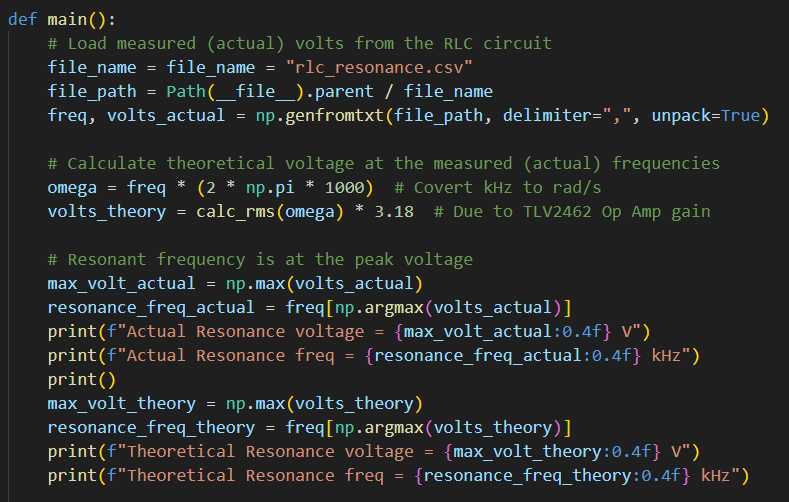 def main():
    # Load measured (actual) volts from the RLC circuit
    file_name = file_name = "rlc_resonance.csv"
    file_path = Path(__file__).parent / file_name
    freq, volts_actual = np.genfromtxt(file_path, delimiter=",", unpack=True)

    # Calculate theoretical voltage at the measured (actual) frequencies
    omega = freq * (2 * np.pi * 1000)  # Covert kHz to rad/s
    volts_theory = calc_rms(omega) * 3.18  # Due to TLV2462 Op Amp gain

    # Resonant frequency is at the peak voltage
    max_volt_actual = np.max(volts_actual)
    resonance_freq_actual = freq[np.argmax(volts_actual)]
    print(f"Actual Resonance voltage = {max_volt_actual:0.4f} V")
    print(f"Actual Resonance freq = {resonance_freq_actual:0.4f} kHz")
    print()
    max_volt_theory = np.max(volts_theory)
    resonance_freq_theory = freq[np.argmax(volts_theory)]
    print(f"Theoretical Resonance voltage = {max_volt_theory:0.4f} V")
    print(f"Theoretical Resonance freq = {resonance_freq_theory:0.4f} kHz")